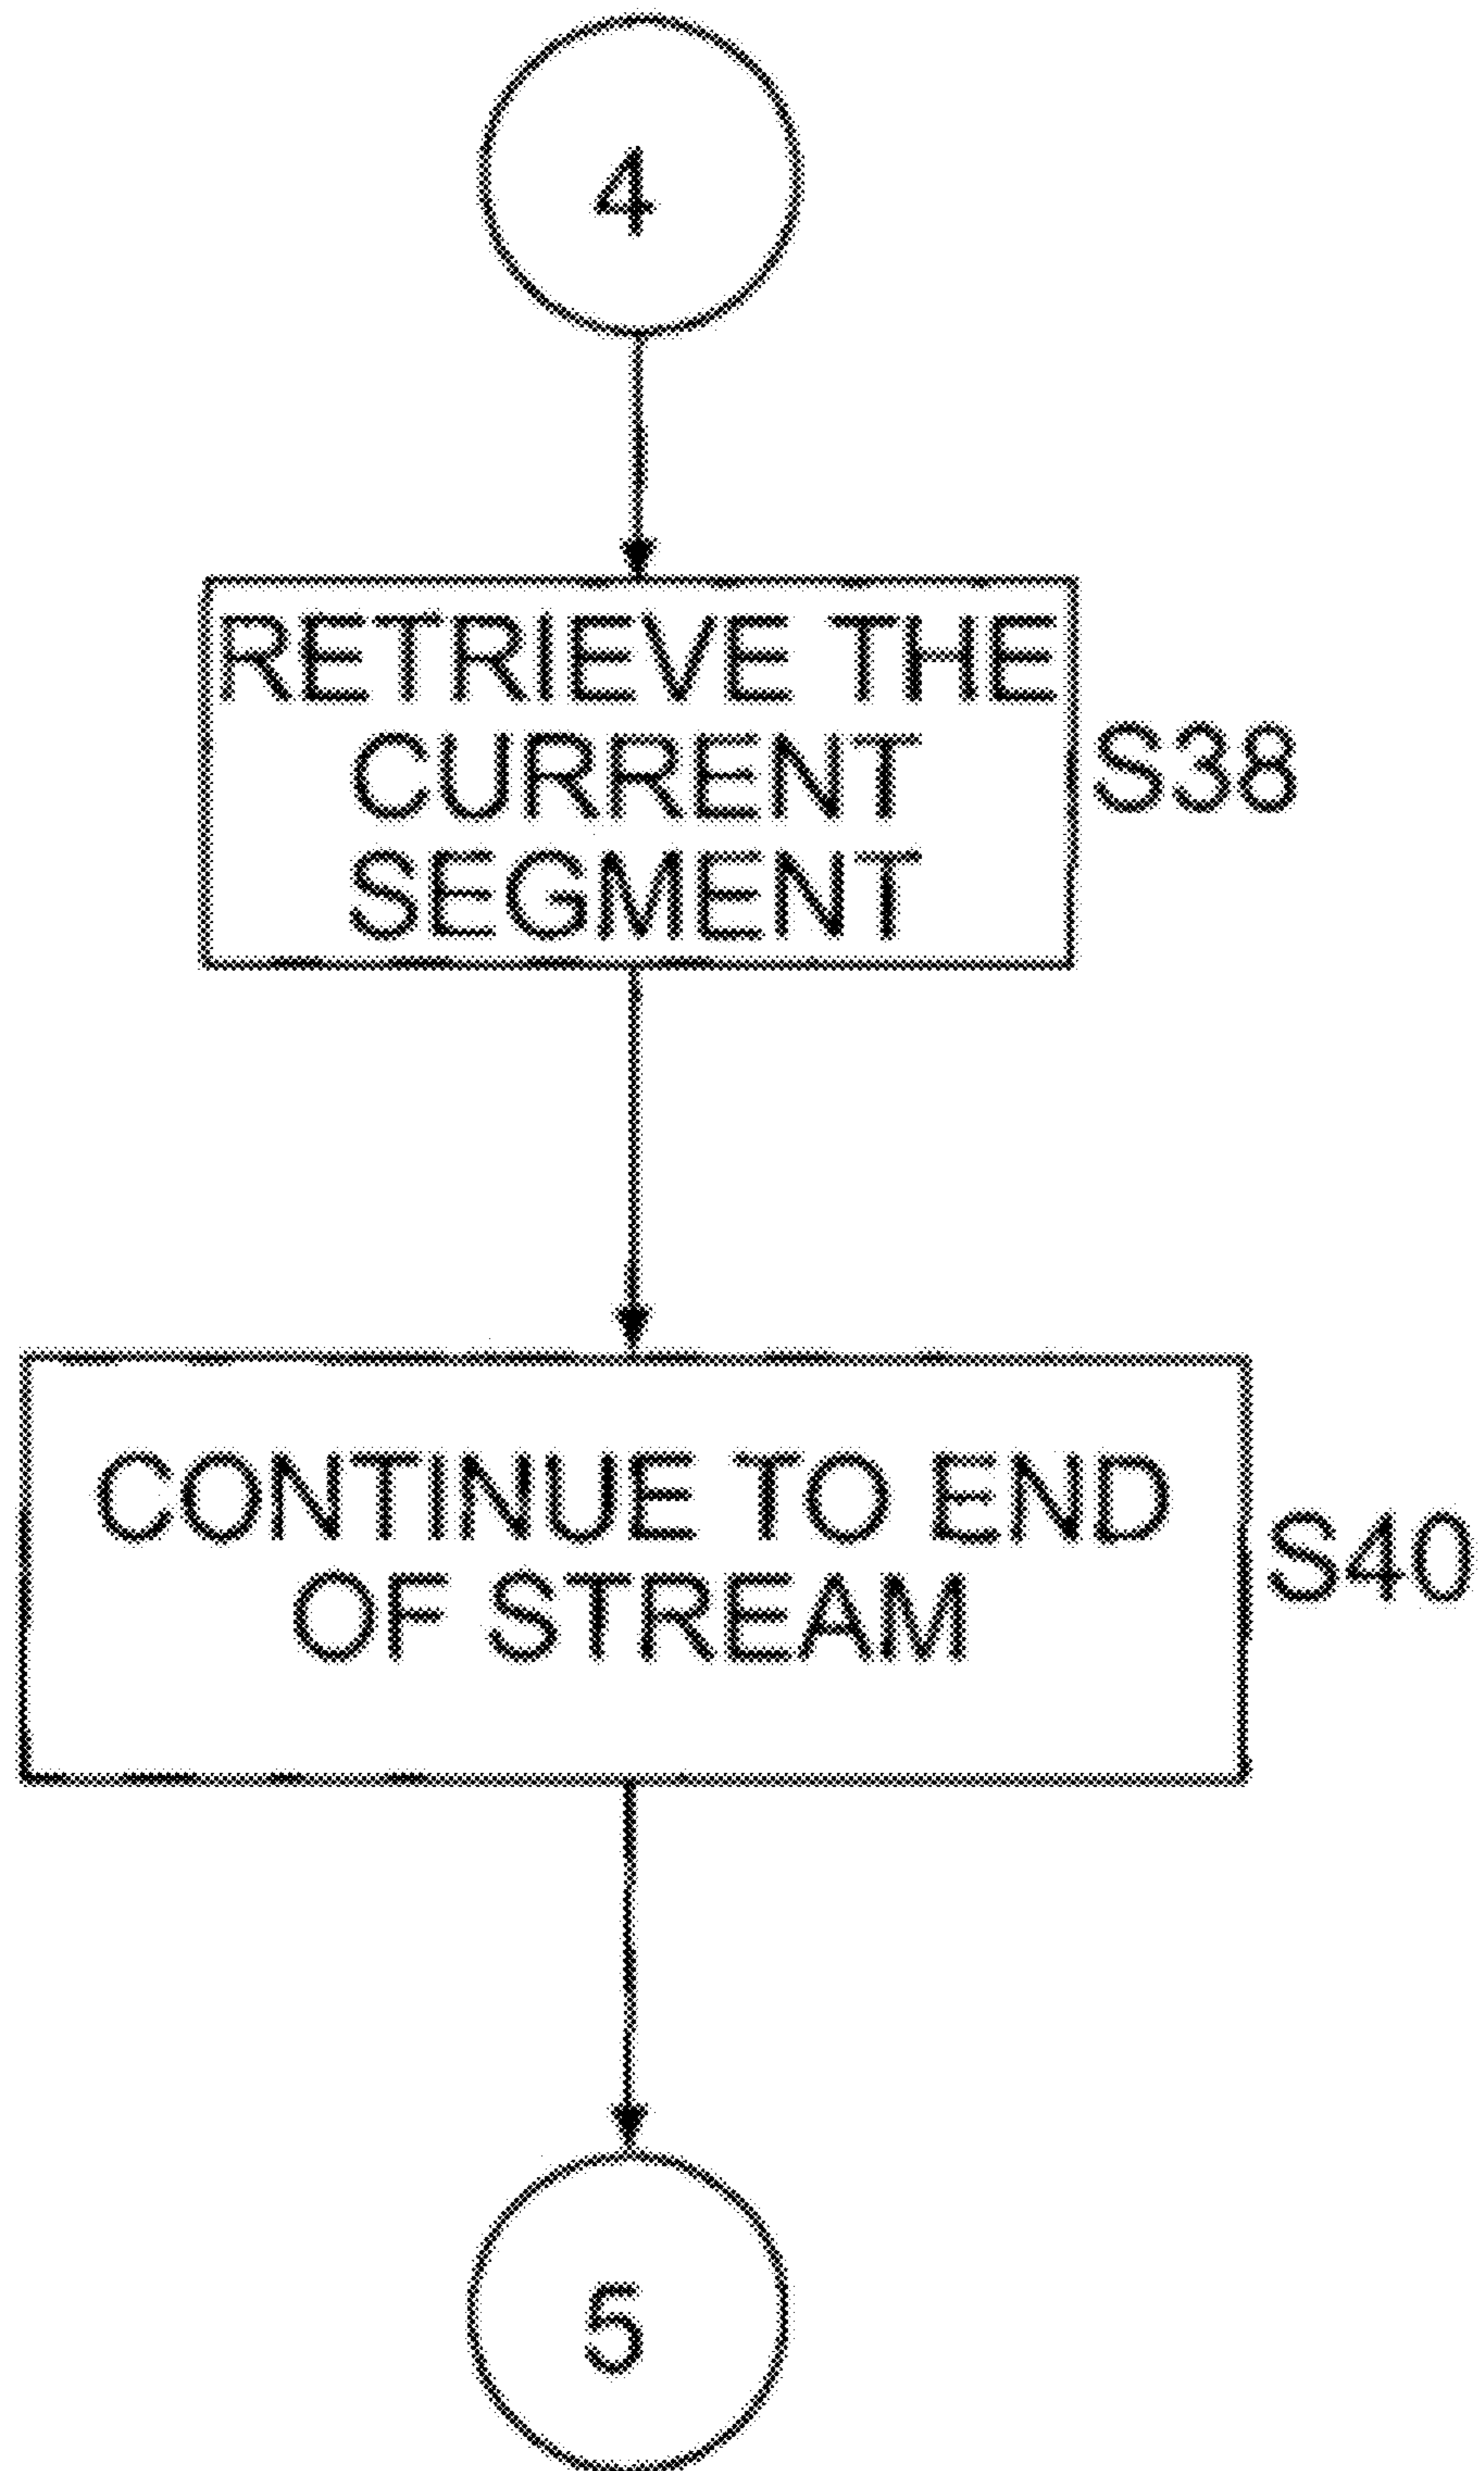 4
RETRIEVE THE
CURRENT
SEGMENT
S38
CONTINUE TO END
OF STREAM
S40
5